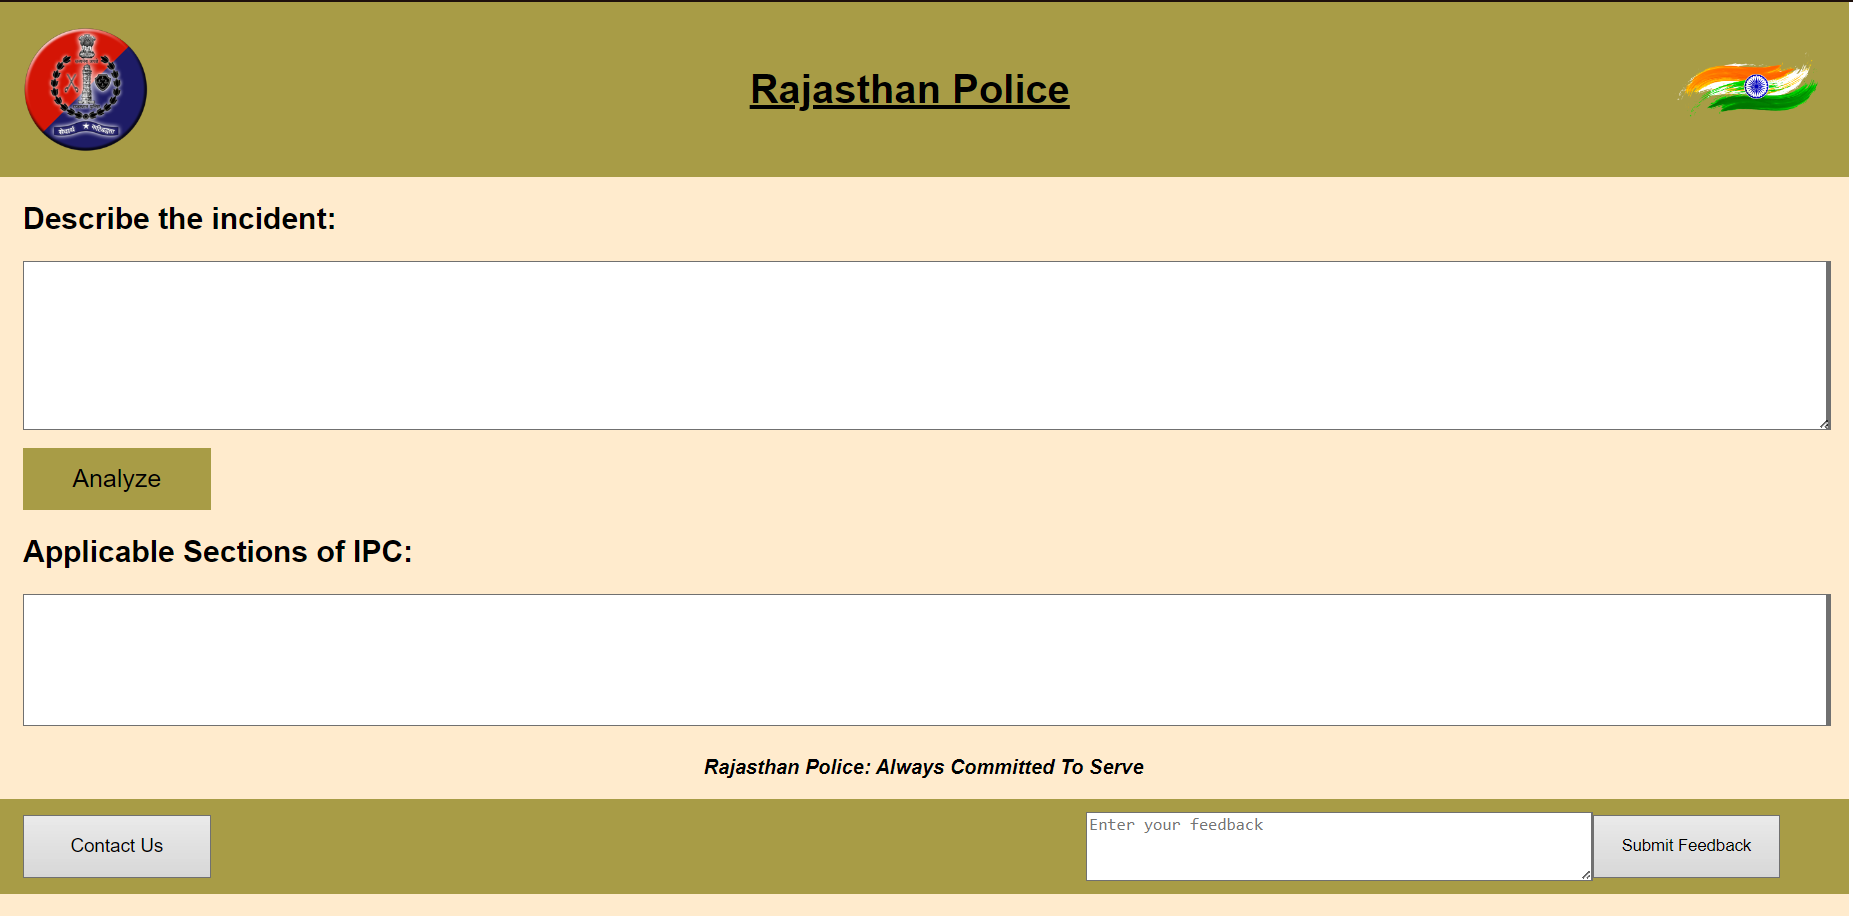 Rajasthan Police
Describe the incident:
Analyze
Applicable Sections of IPC:
Rajasthan Police: Always Committed To Serve
Contact Us
Enter your feedback
Submit Feedback